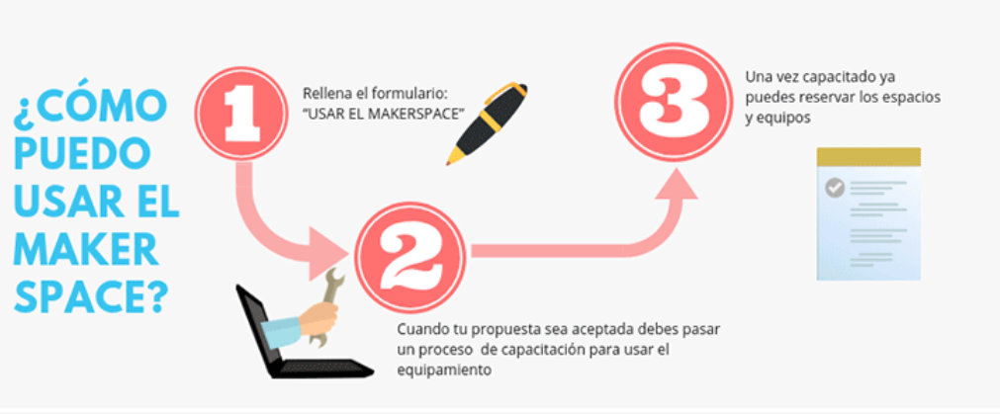 ¿CÓMO
PUEDO
USAR EL
MAKER
SPACE?
1
Rellena el formulario:
“USAR EL MAKERSPACE”
2
Cuando tu propuesta sea aceptada debes pasar
un proceso de capacitación para usar el
equipamiento
3
Una vez capacitado ya
puedes reservar los espacios
y equipos